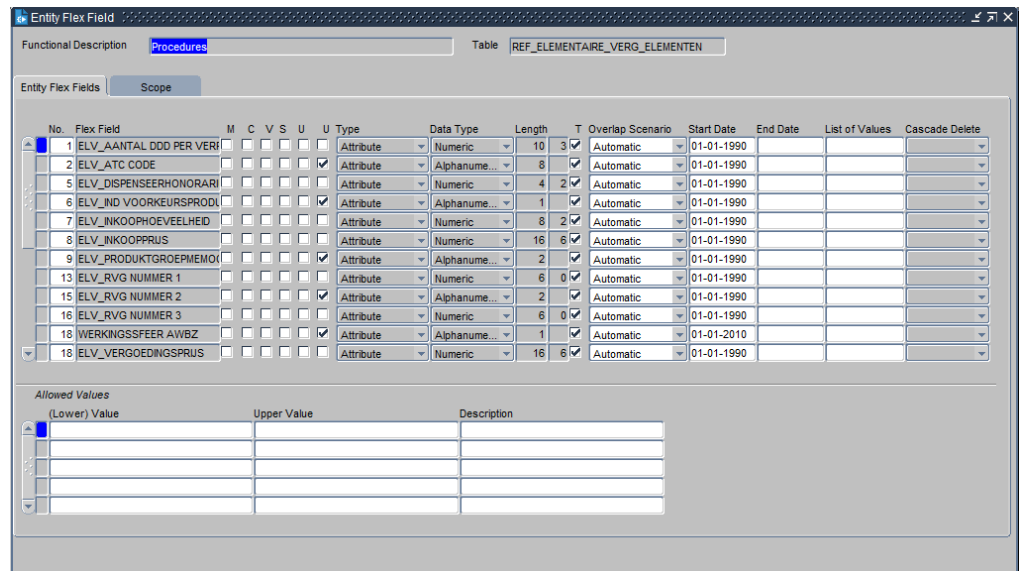 Entity Flex Field
Functional Description Procedures Table REF_ELEMENTAIRE_VERG_ELEMENTEN
Entity Flex Fields Scope
No. Flex Field M C V S U U Type Data Type Length T Overlap Scenario Start Date End Date List of Values Cascade Delete
1 ELV_AANTAL DDD PER VERP Attribute Numeric 10 3 Automatic 01-01-1990
2 ELV_ATC CODE Attribute Alphanume... 8 Automatic 01-01-1990
5 ELV_DISPENSEERHONORARI Attribute Numeric 4 2 Automatic 01-01-1990
6 ELV_IND VOORKEURSPRODU Attribute Alphanume... 1 Automatic 01-01-1990
7 ELV_INKOOPHOEVEELHEID Attribute Numeric 8 2 Automatic 01-01-1990
8 ELV_INKOOPPRIJS Attribute Numeric 16 6 Automatic 01-01-1990
9 ELV_PRODUKTGROEPMEMO Attribute Alphanume... 2 Automatic 01-01-1990
13 ELV_RVG NUMMER 1 Attribute Numeric 6 0 Automatic 01-01-1990
15 ELV_RVG NUMMER 2 Attribute Alphanume... 2 Automatic 01-01-1990
16 ELV_RVG NUMMER 3 Attribute Numeric 6 0 Automatic 01-01-1990
18 WERKINGSSFEER AWBZ Attribute Alphanume... 1 Automatic 01-01-2010
18 ELV_VERGOEDINGSPRIJS Attribute Numeric 16 6 Automatic 01-01-1990
Allowed Values
(Lower) Value Upper Value Description